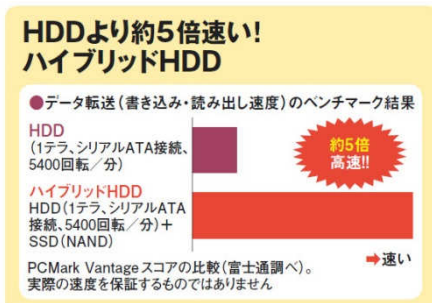 HDDより約5倍速い!
ハイブリッドHDD
●データ転送(書き込み・読み出し速度)のベンチマーク結果
HDD
(1テラ、シリアルATA接続、
5400回転/分)
約5倍
高速!!
ハイブリッドHDD
HDD(1テラ、シリアルATA
接続、5400回転/分)+
SSD(NAND)
➡速い
PCMark Vantageスコアの比較(富士通調べ)。
実際の速度を保証するものではありません